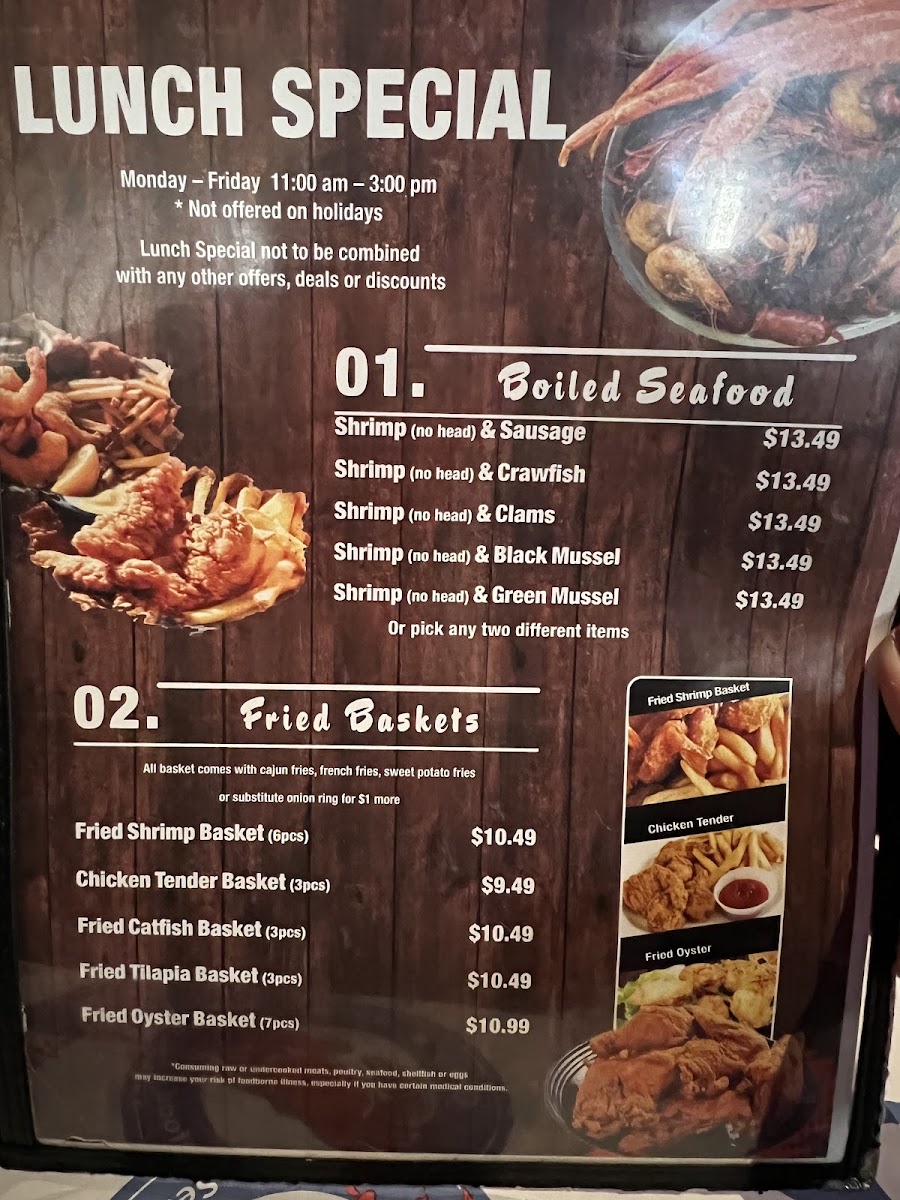 LUNCH SPECIAL
Monday – Friday 11:00 am – 3:00 pm
* Not offered on holidays
Lunch Special not to be combined
with any other offers, deals or discounts
01. Boiled Seafood
Shrimp (no head) & Sausage $13.49
Shrimp (no head) & Crawfish $13.49
Shrimp (no head) & Clams $13.49
Shrimp (no head) & Black Mussel $13.49
Shrimp (no head) & Green Mussel $13.49
Or pick any two different items
02. Fried Baskets
All basket comes with cajun fries, french fries, sweet potato fries
or substitute onion ring for $1 more
Fried Shrimp Basket (6pcs) $10.49
Chicken Tender Basket (3pcs) $9.49
Fried Catfish Basket (3pcs) $10.49
Fried Tilapia Basket (3pcs) $10.49
Fried Oyster Basket (7pcs) $10.99
Fried Shrimp Basket
Chicken Tender
Fried Oyster
*Consuming raw or undercooked meats, poultry, seafood, shellfish or eggs
may increase your risk of foodborne illness, especially if you have certain medical conditions.